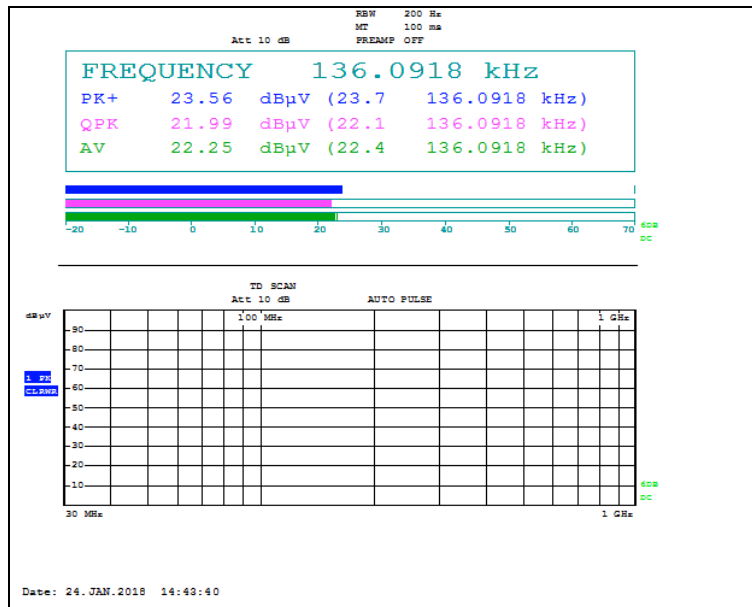 RBW 200 Hz
MT 100 ms
Att 10 dB PREAMP OFF
FREQUENCY 136.0918 kHz
PK+ 23.56 dBµV (23.7 136.0918 kHz)
QPK 21.99 dBµV (22.1 136.0918 kHz)
AV 22.25 dBµV (22.4 136.0918 kHz)
-20 -10 0 10 20 30 40 50 60 70
6DB
DC
TD SCAN
Att 10 dB AUTO PULSE
dBµV
100 MHz 1 GHz
90
80
70
1 PK
60
CLRWR
50
40
30
20
10
6DB
DC
30 MHz 1 GHz
Date: 24.JAN.2018 14:43:40